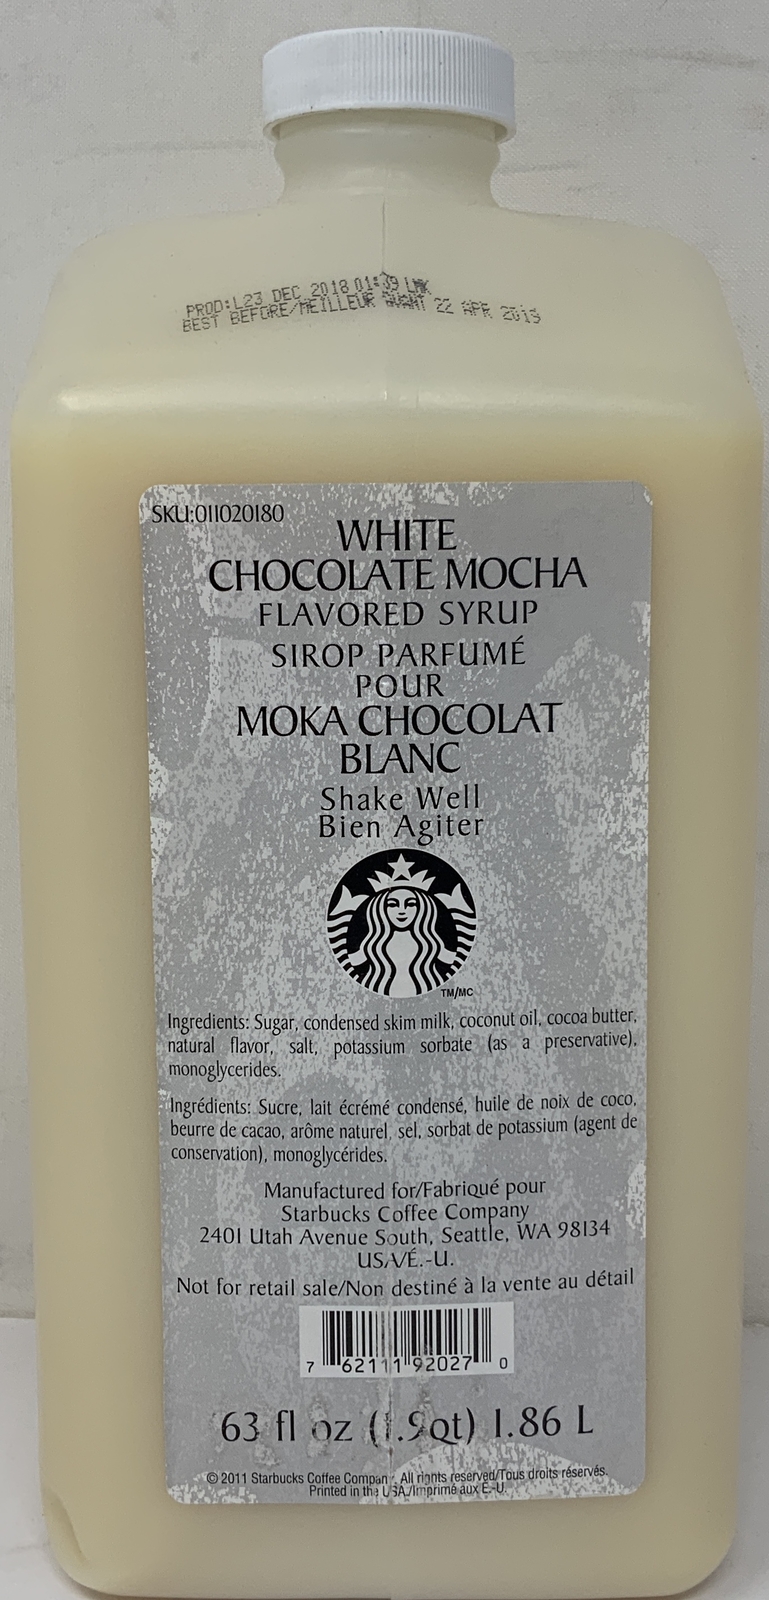 PROD:L23 DEC 2018 01:39 LMK
BEST BEFORE/MEILLEUR AVANT 22 APR 2019
SKU:011020180
WHITE
CHOCOLATE MOCHA
FLAVORED SYRUP
SIROP PARFUMÉ
POUR
MOKA CHOCOLAT
BLANC
Shake Well
Bien Agiter
TM/MC
Ingredients: Sugar, condensed skim milk, coconut oil, cocoa butter,
natural flavor, salt, potassium sorbate (as a preservative),
monoglycerides.
Ingrédients: Sucre, lait écrémé condensé, huile de noix de coco,
beurre de cacao, arôme naturel, sel, sorbat de potassium (agent de
conservation), monoglycérides.
Manufactured for/Fabriqué pour
Starbucks Coffee Company
2401 Utah Avenue South, Seattle, WA 98134
USA/É.-U.
Not for retail sale/Non destiné à la vente au détail
7 62111 92027 0
63 fl oz (1.9qt) 1.86 L
© 2011 Starbucks Coffee Company. All rights reserved/Tous droits réservés.
Printed in the USA./Imprimé aux É.-U.